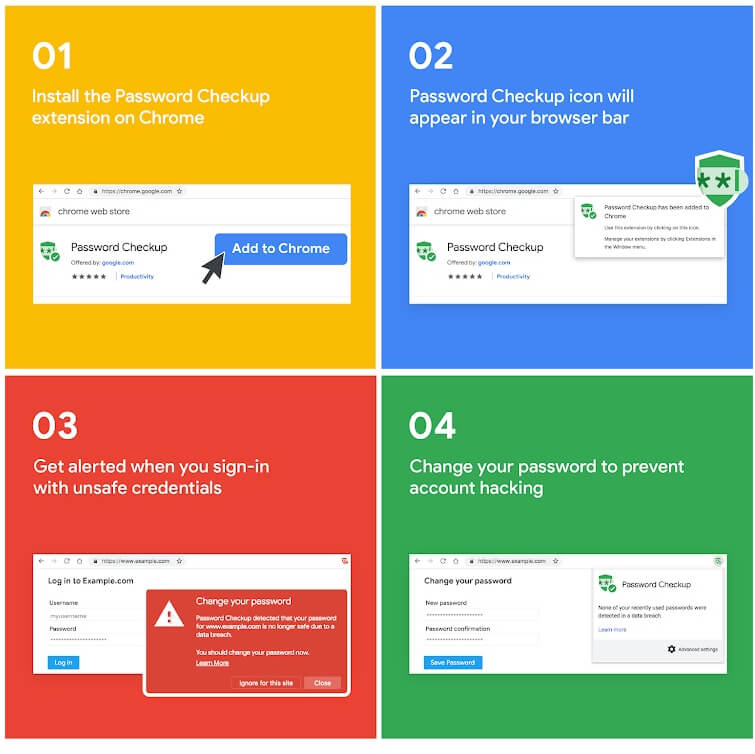 01
Install the Password Checkup
extension on Chrome
https://chrome.google.com
chrome web store
Password Checkup
Offered by: google.com
Productivity
Add to Chrome
02
Password Checkup icon will
appear in your browser bar
https://chrome.google.com
chrome web store
Password Checkup
Offered by: google.com
Productivity
Password Checkup has been added to
Chrome
Use this extension by clicking on this icon.
Manage your extensions by clicking Extensions in
the Window menu.
03
Get alerted when you sign-in
with unsafe credentials
https://www.example.com
Log in to Example.com
Username
myusername
Password
Log in
Change your password
Password Checkup detected that your password
for www.example.com is no longer safe due to a
data breach.
You should change your password now.
Learn More
Ignore for this site
Close
04
Change your password to prevent
account hacking
https://www.example.com
Change your password
New password
Password confirmation
Save Password
Password Checkup
None of your recently used passwords were
detected in a data breach.
Learn more
Advanced settings